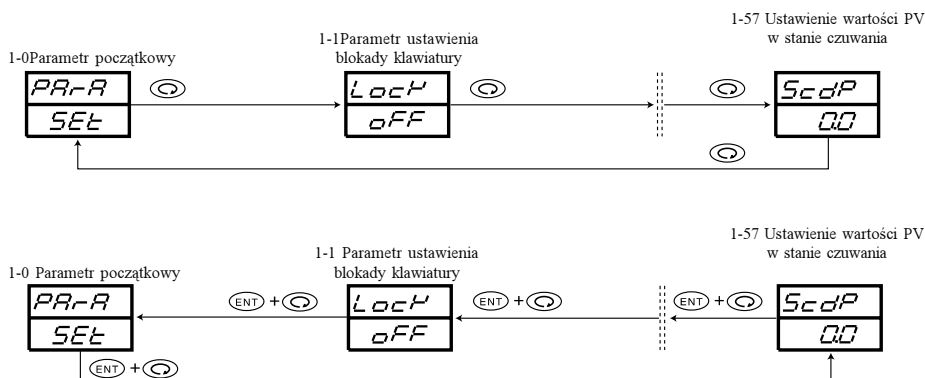 1-57 Ustawienie wartości PV
w stanie czuwania
1-1Parametr ustawienia
blokady klawiatury
1-0Parametr początkowy
PArA
SEt
LocK
oFF
ScdP
0.0
1-57 Ustawienie wartości PV
w stanie czuwania
1-1 Parametr ustawienia
blokady klawiatury
1-0 Parametr początkowy
PArA
SEt
ENT +
LocK
oFF
ENT +
ENT +
ScdP
0.0
ENT +